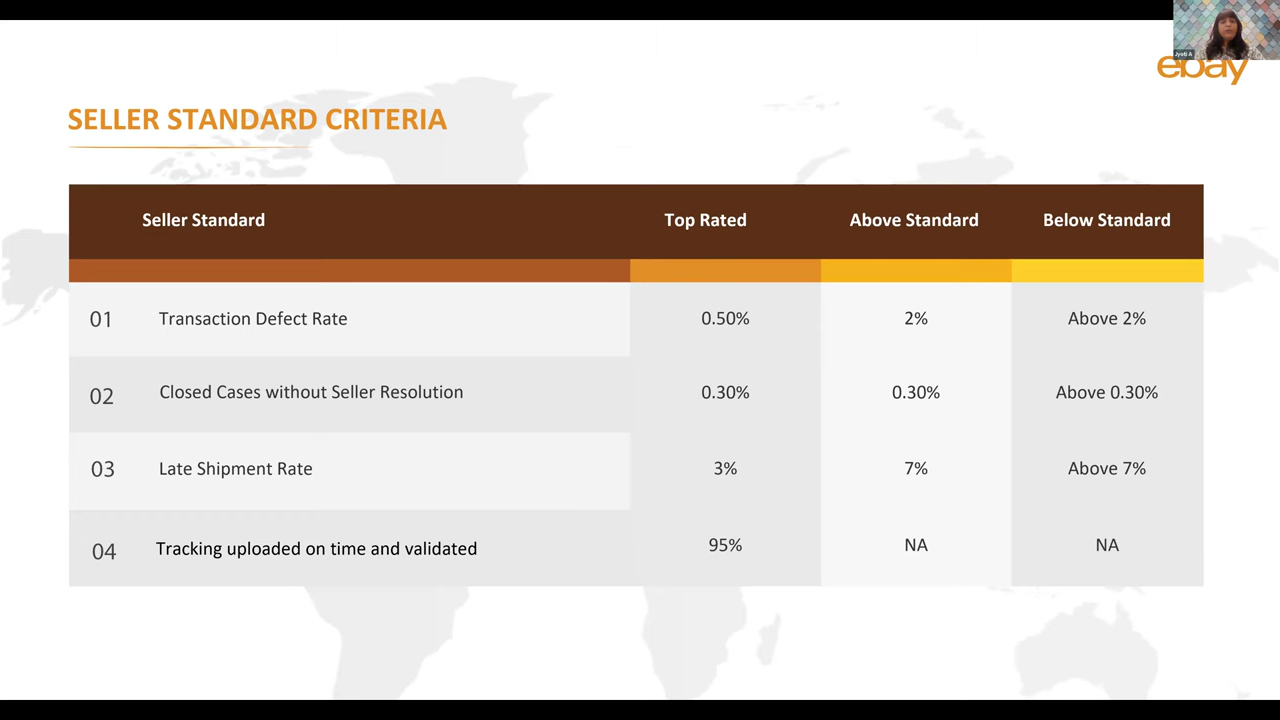 Jyoti A
ebay
SELLER STANDARD CRITERIA
Seller Standard Top Rated Above Standard Below Standard
01 Transaction Defect Rate 0.50% 2% Above 2%
02 Closed Cases without Seller Resolution 0.30% 0.30% Above 0.30%
03 Late Shipment Rate 3% 7% Above 7%
04 Tracking uploaded on time and validated 95% NA NA